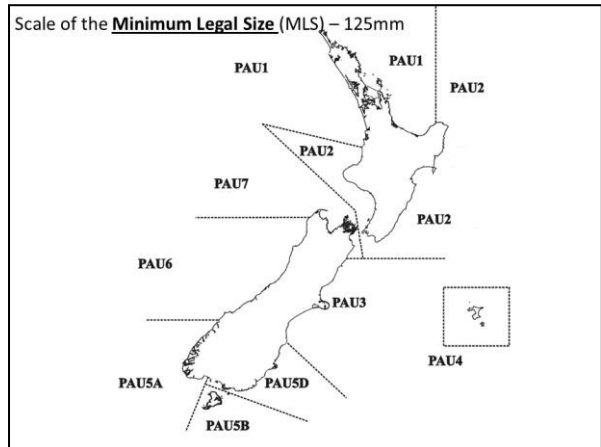 Scale of the Minimum Legal Size (MLS) – 125mm
PAU1
PAU1
PAU2
PAU2
PAU7
PAU2
PAU6
PAU3
PAU4
PAU5A
PAU5D
PAU5B